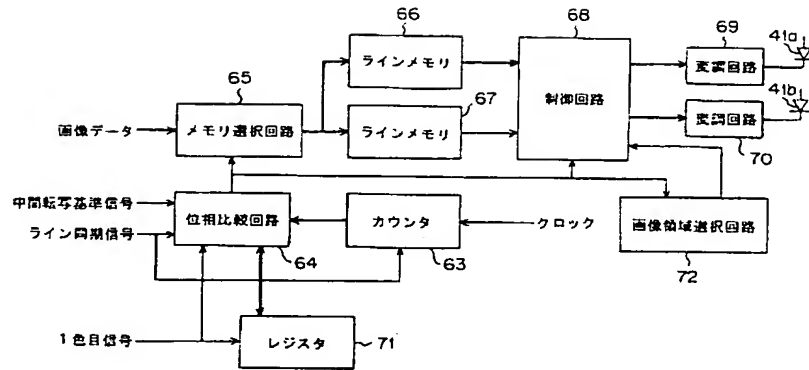 66
68
69
41a
ラインメモリ
変調回路
65
67
制御回路
41b
画像データ
メモリ選択回路
ラインメモリ
変調回路
70
中間転写基準信号
ライン同期信号
位相比較回路
カウンタ
クロック
画像領域選択回路
64
63
72
1色目信号
レジスタ
71